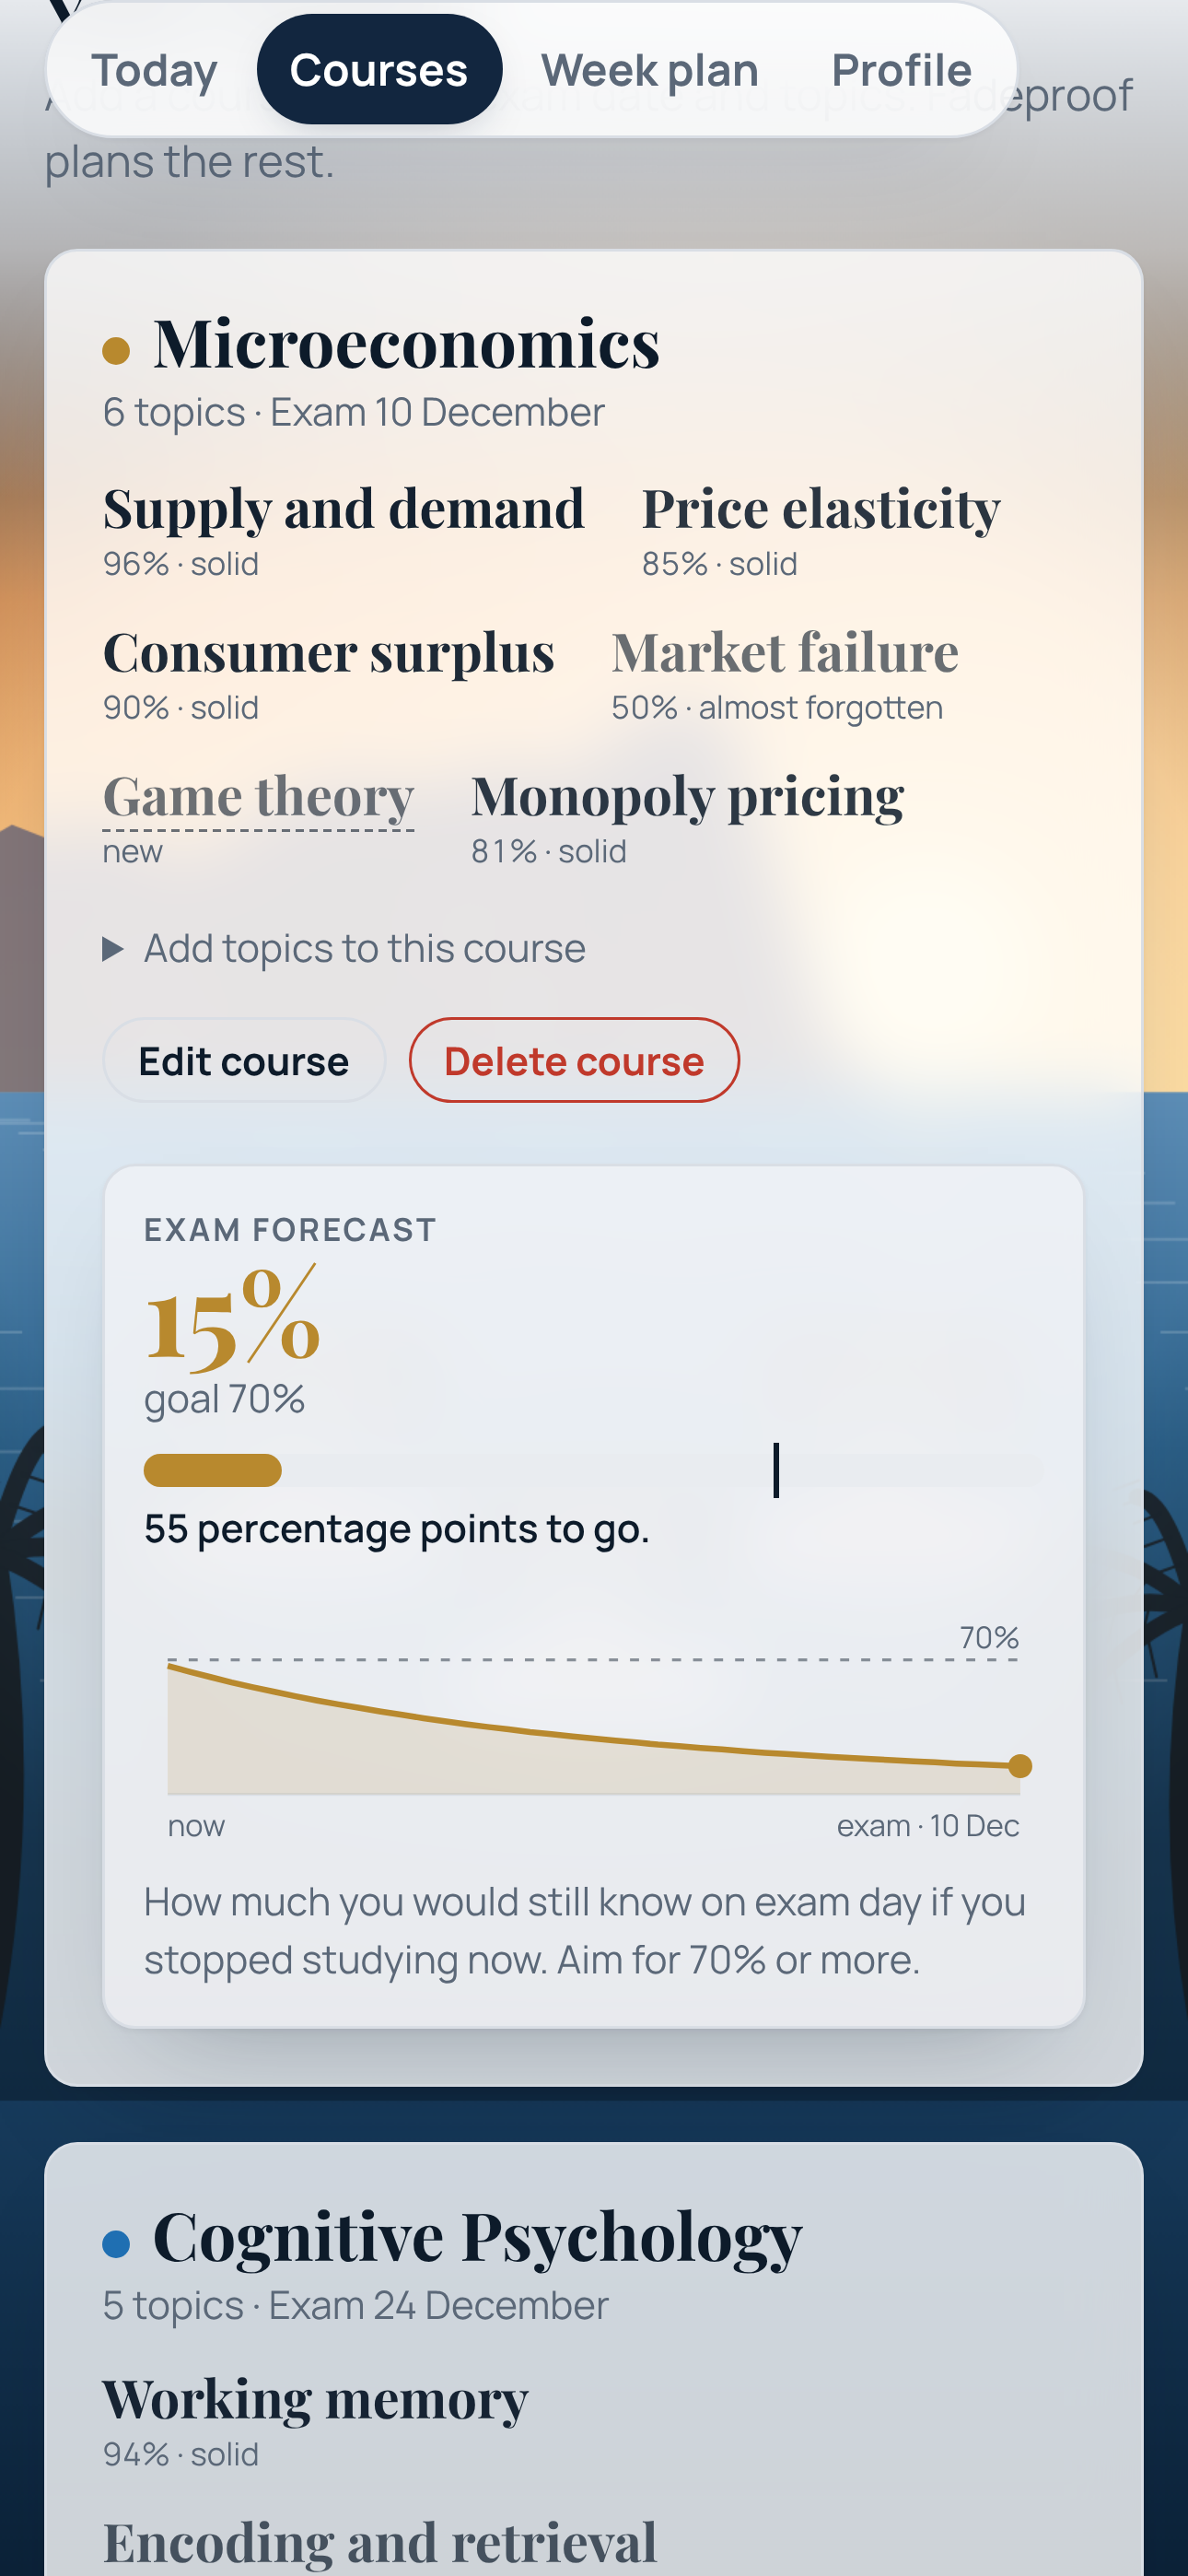 Today Courses Week plan Profile
eproof
plans the rest.
Microeconomics
6 topics · Exam 10 December
Supply and demand Price elasticity
96% · solid 85% · solid
Consumer surplus Market failure
90% · solid 50% · almost forgotten
Game theory Monopoly pricing
new 81% · solid
▶ Add topics to this course
Edit course Delete course
EXAM FORECAST
15%
goal 70%
55 percentage points to go.
70%
now exam · 10 Dec
How much you would still know on exam day if you
stopped studying now. Aim for 70% or more.
Cognitive Psychology
5 topics · Exam 24 December
Working memory
94% · solid
Encoding and retrieval